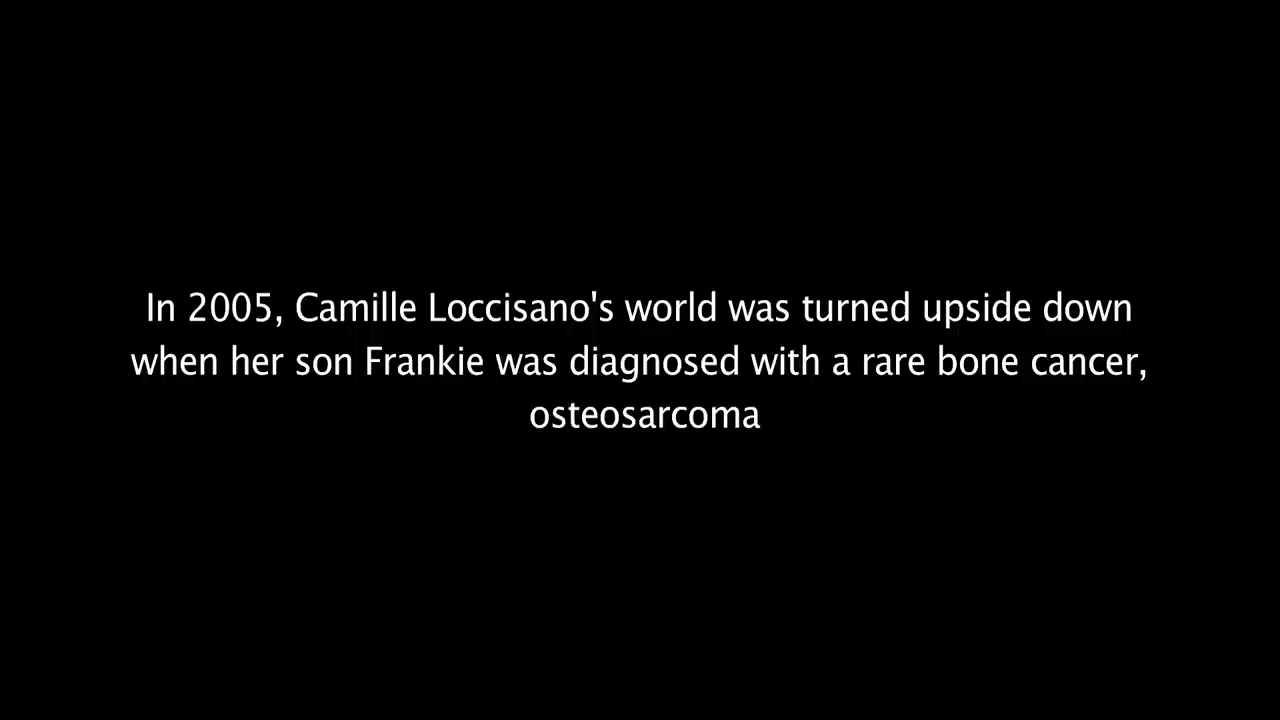 In 2005, Camille Loccisano's world was turned upside down
when her son Frankie was diagnosed with a rare bone cancer,
osteosarcoma